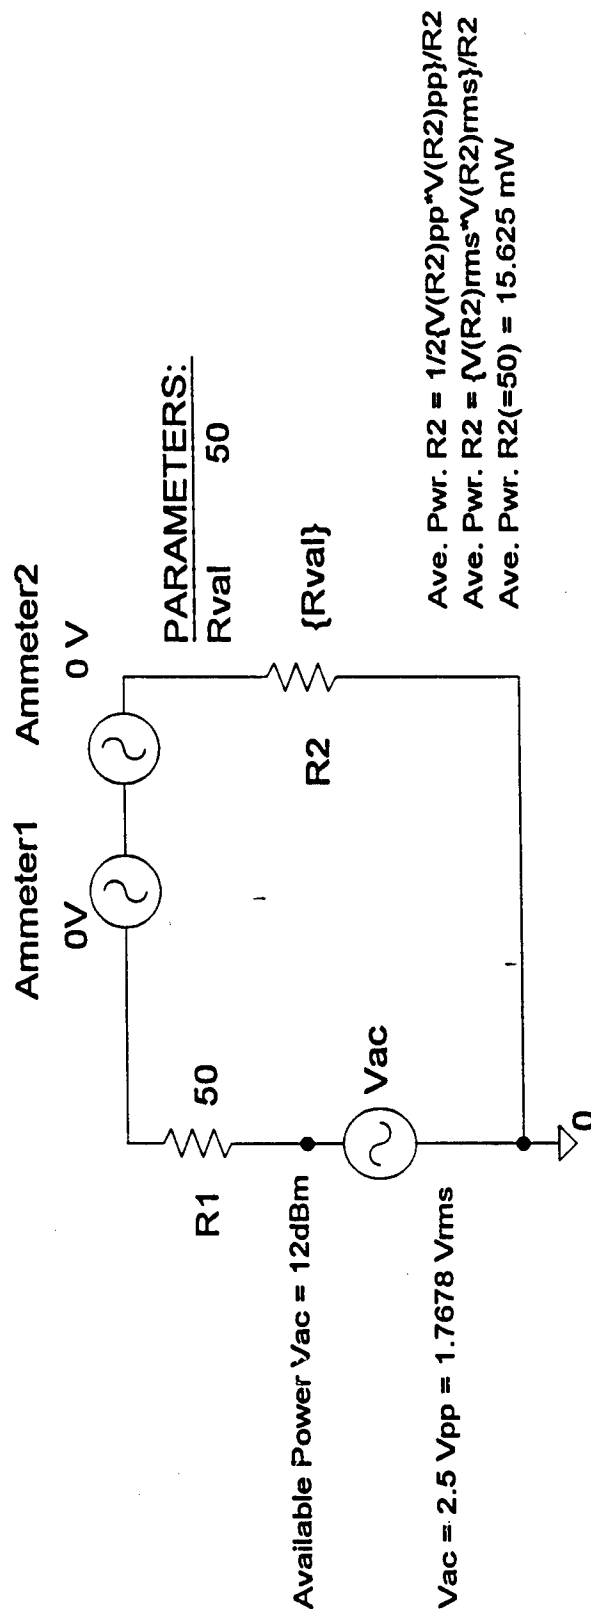 Ammeter1
Ammeter2
0V
0 V
PARAMETERS:
Rval 50
R1
50
R2
{Rval}
Available Power Vac = 12dBm
Vac
Vac = 2.5 Vpp = 1.7678 Vrms
0
Ave. Pwr. R2 = 1/2{V(R2)pp*V(R2)pp}/R2
Ave. Pwr. R2 = {V(R2)rms*V(R2)rms}/R2
Ave. Pwr. R2(=50) = 15.625 mW